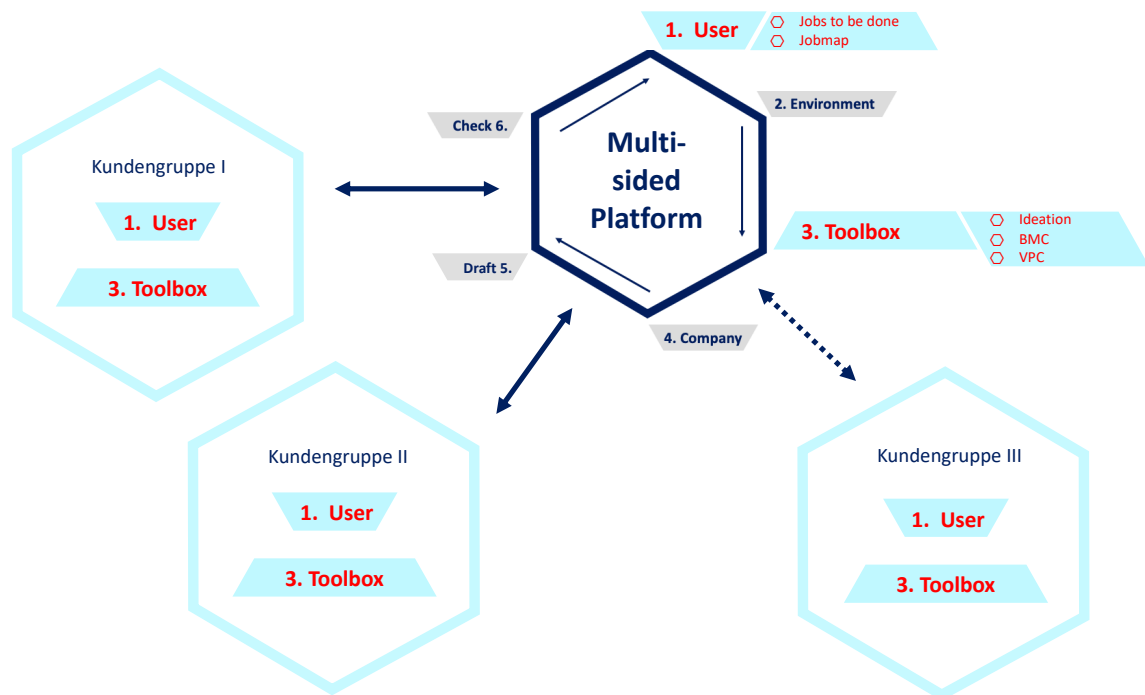 1. User
Jobs to be done
Jobmap
Check 6.
2. Environment
Multi-
sided
Platform
3. Toolbox
Ideation
BMC
VPC
Draft 5.
4. Company
Kundengruppe I
1. User
3. Toolbox
Kundengruppe II
1. User
3. Toolbox
Kundengruppe III
1. User
3. Toolbox